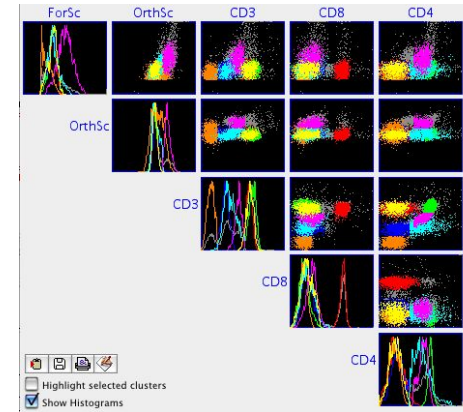 ForSc OrthSc CD3 CD8 CD4
OrthSc
CD3
CD8
CD4
Highlight selected clusters
Show Histograms